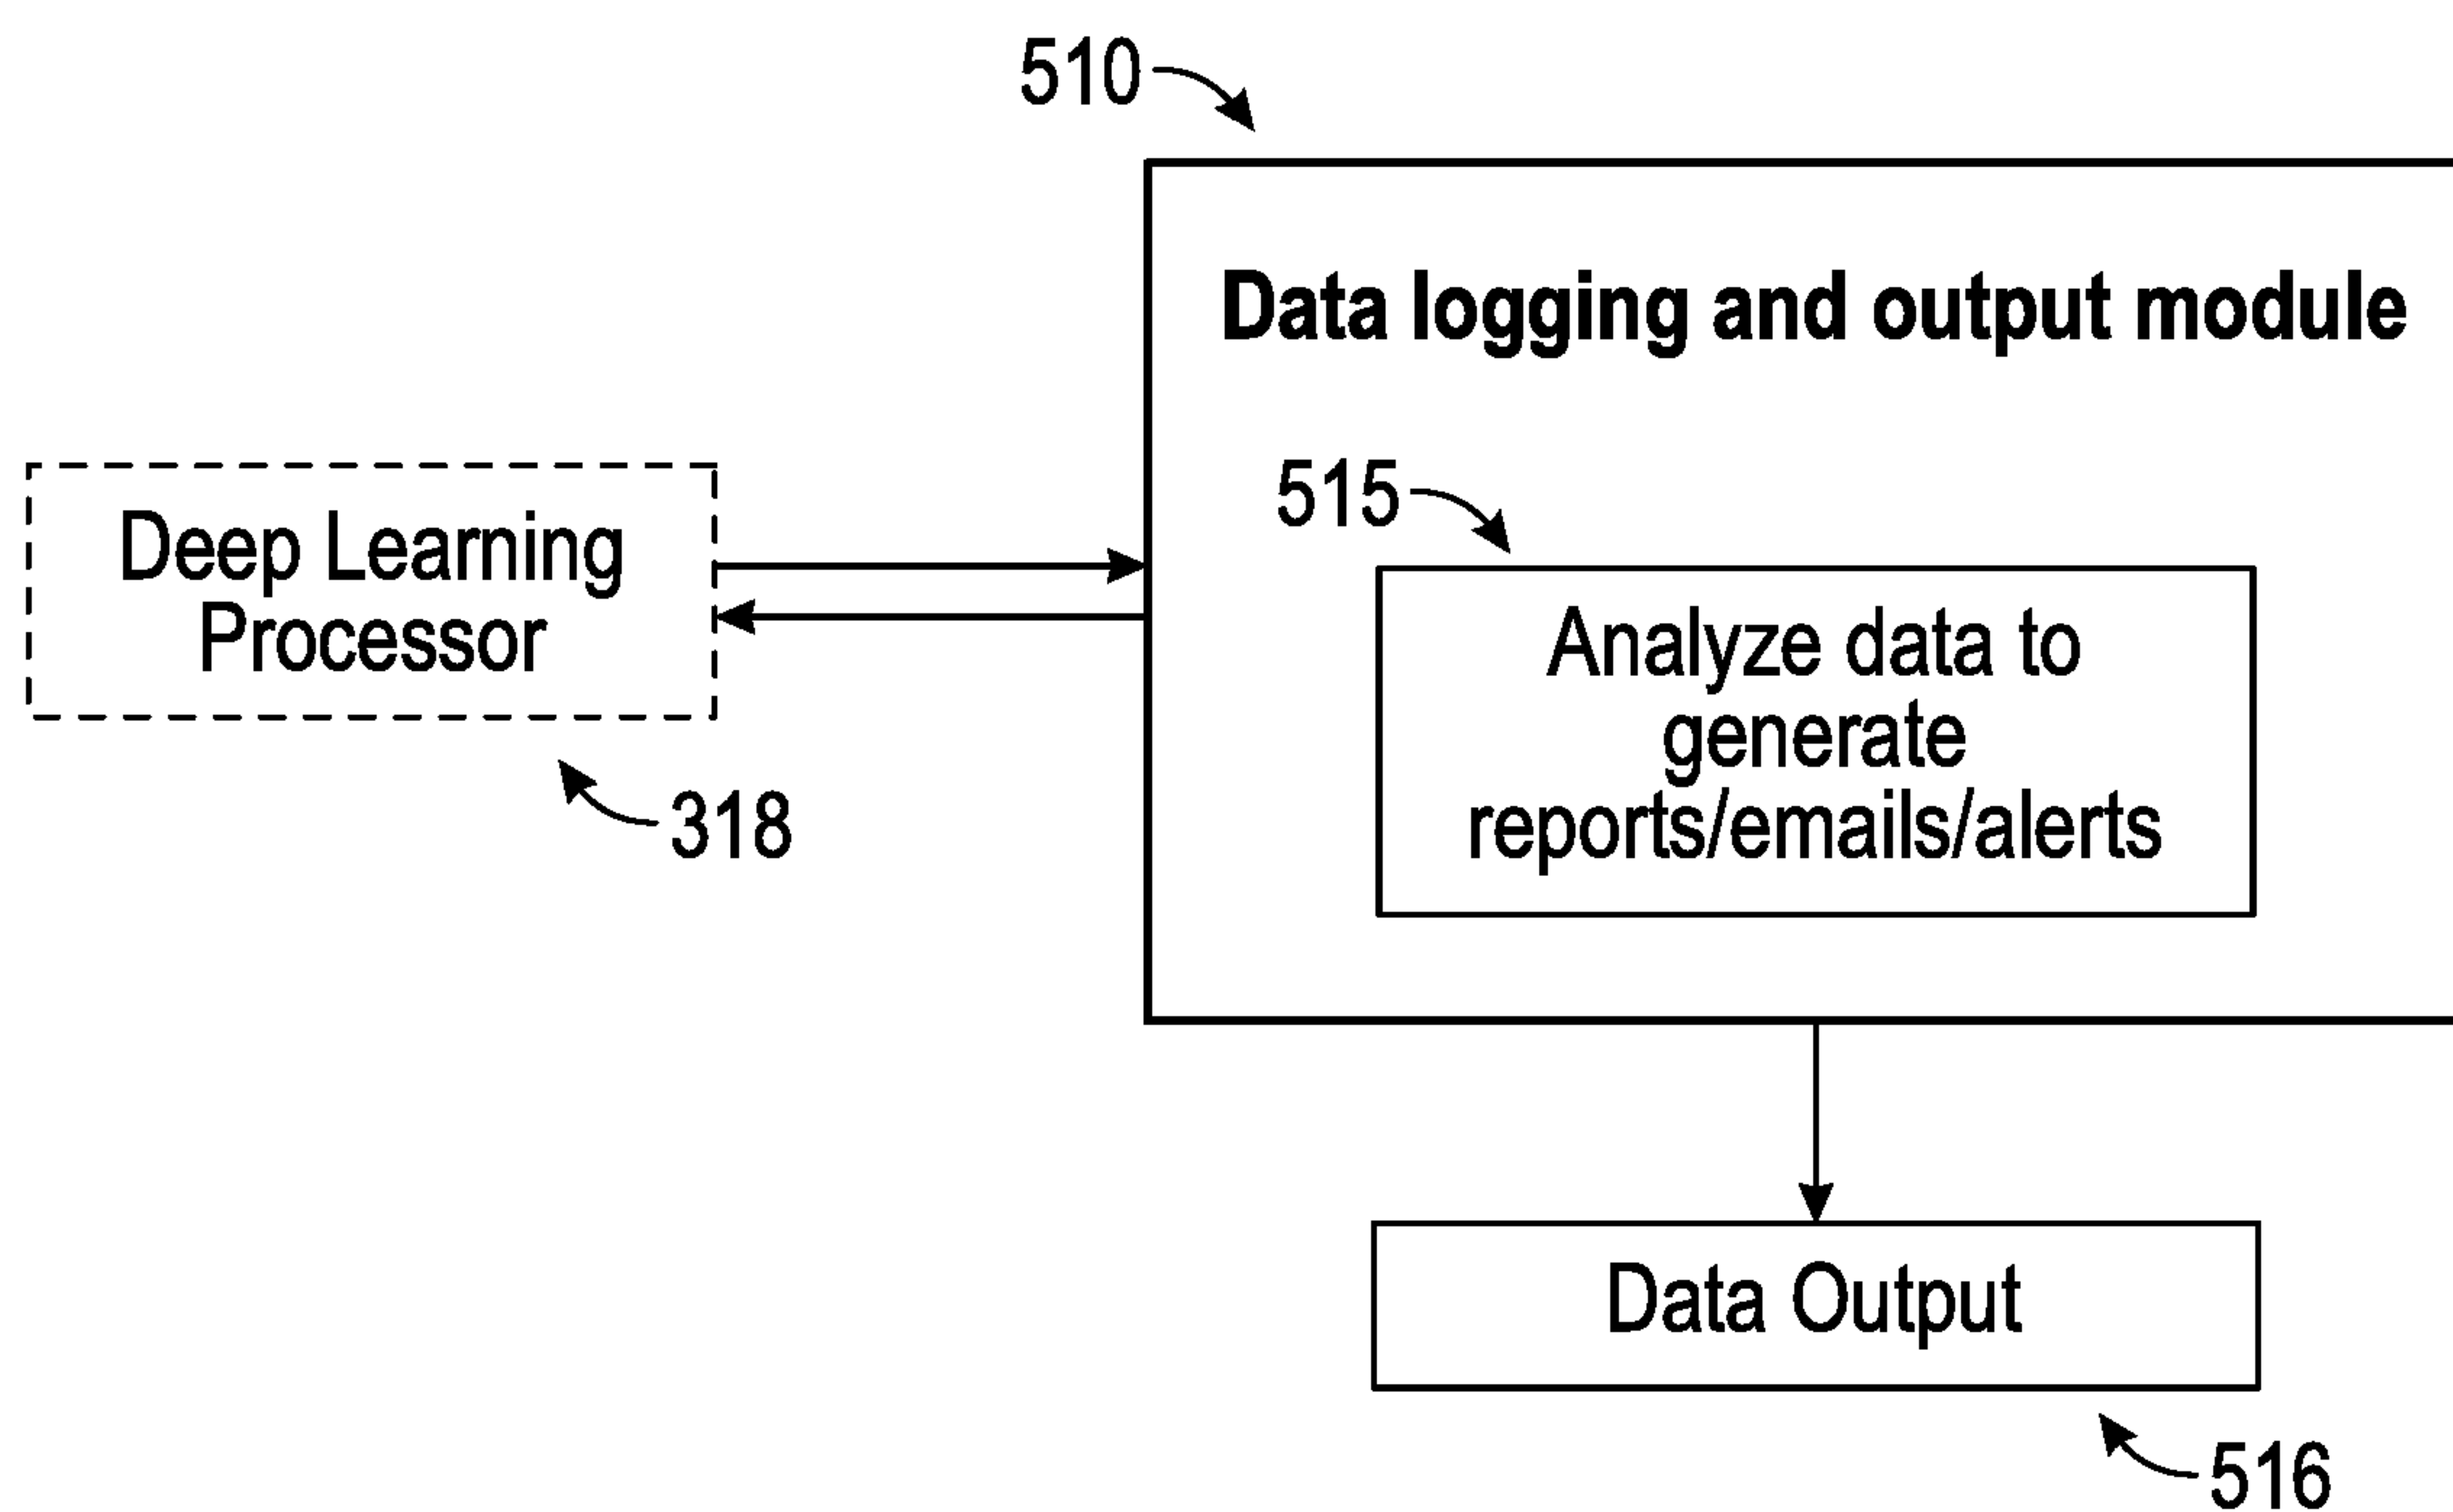 510
Data logging and output module
515
Deep Learning
Processor
Analyze data to
generate
reports/emails/alerts
318
Data Output
516